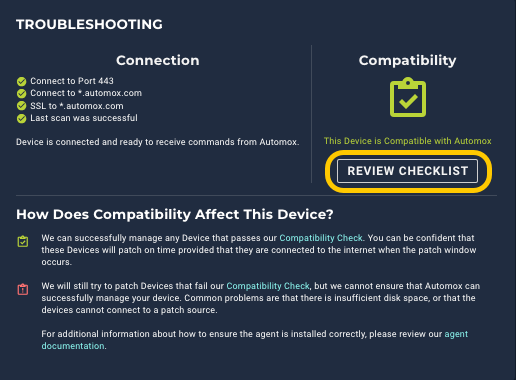 TROUBLESHOOTING
Connection
Connect to Port 443
Connect to *.automox.com
SSL to *.automox.com
Last scan was successful
Device is connected and ready to receive commands from Automox.
Compatibility
This Device is Compatible with Automox
REVIEW CHECKLIST
How Does Compatibility Affect This Device?
We can successfully manage any Device that passes our Compatibility Check. You can be confident that
these Devices will patch on time provided that they are connected to the internet when the patch window
occurs.
We will still try to patch Devices that fail our Compatibility Check, but we cannot ensure that Automox can
successfully manage your device. Common problems are that there is insufficient disk space, or that the
devices cannot connect to a patch source.
For additional information about how to ensure the agent is installed correctly, please review our agent
documentation.